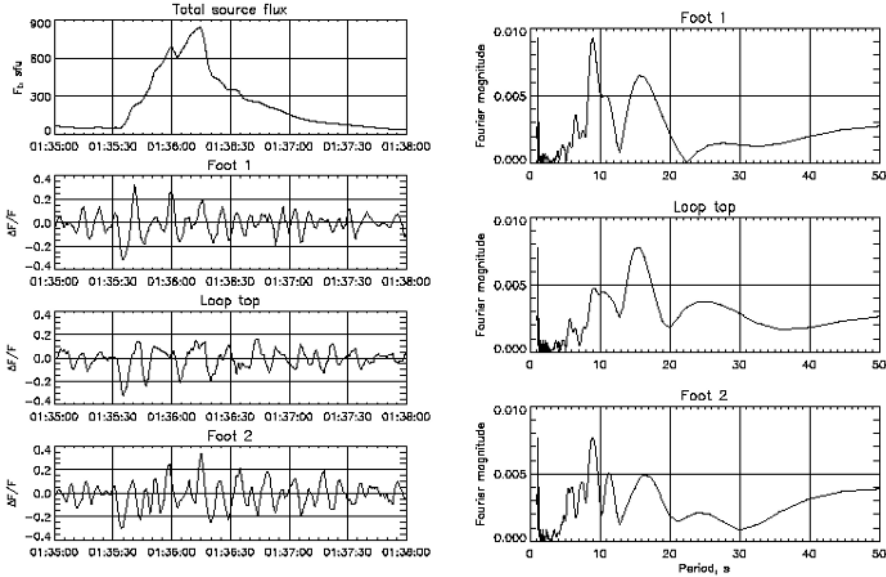 Total source flux
F_I, sfu
900
600
300
0
01:35:00 01:35:30 01:36:00 01:36:30 01:37:00 01:37:30 01:38:00
Foot 1
ΔF/F
0.4
0.2
0.0
-0.2
-0.4
01:35:00 01:35:30 01:36:00 01:36:30 01:37:00 01:37:30 01:38:00
Loop top
ΔF/F
0.4
0.2
0.0
-0.2
-0.4
01:35:00 01:35:30 01:36:00 01:36:30 01:37:00 01:37:30 01:38:00
Foot 2
ΔF/F
0.4
0.2
0.0
-0.2
-0.4
01:35:00 01:35:30 01:36:00 01:36:30 01:37:00 01:37:30 01:38:00
Foot 1
Fourier magnitude
0.010
0.005
0.000
0 10 20 30 40 50
Loop top
Fourier magnitude
0.010
0.005
0.000
0 10 20 30 40 50
Foot 2
Fourier magnitude
0.010
0.005
0.000
0 10 20 30 40 50
Period, s